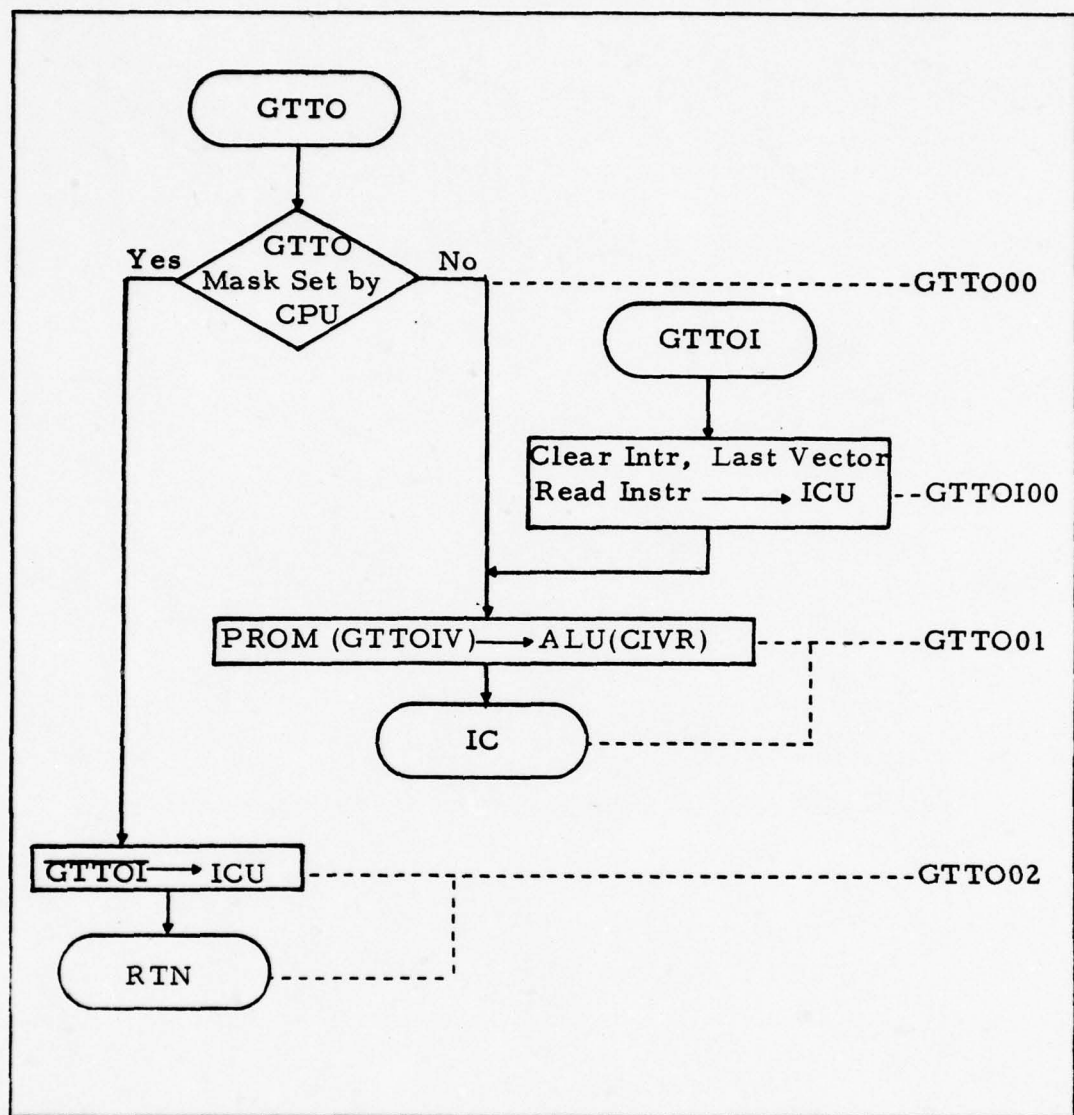 GTTO
GTTO
Mask Set by
CPU
Yes
No
GTTO00
GTTOI
Clear Intr, Last Vector
Read Instr → ICU
GTTOI00
PROM (GTTOIV) → ALU(CIVR)
GTTO01
IC
G̅T̅T̅O̅I̅ → ICU
GTTO02
RTN